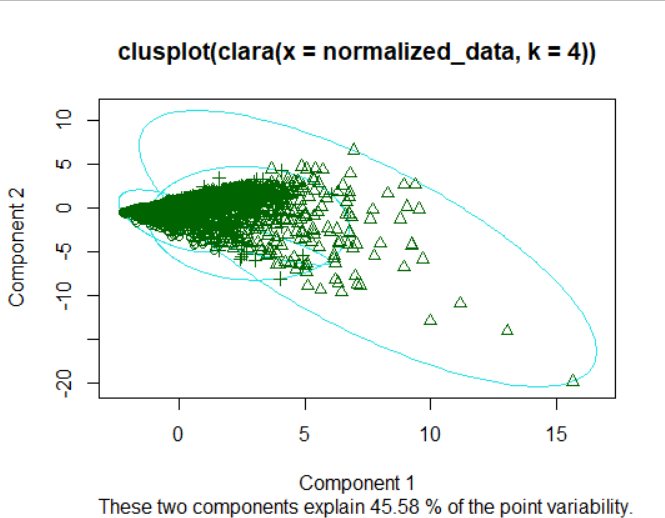 clusplot(clara(x = normalized_data, k = 4))
10
5
0
-5
-10
-20
Component 2
0
5
10
15
Component 1
These two components explain 45.58 % of the point variability.